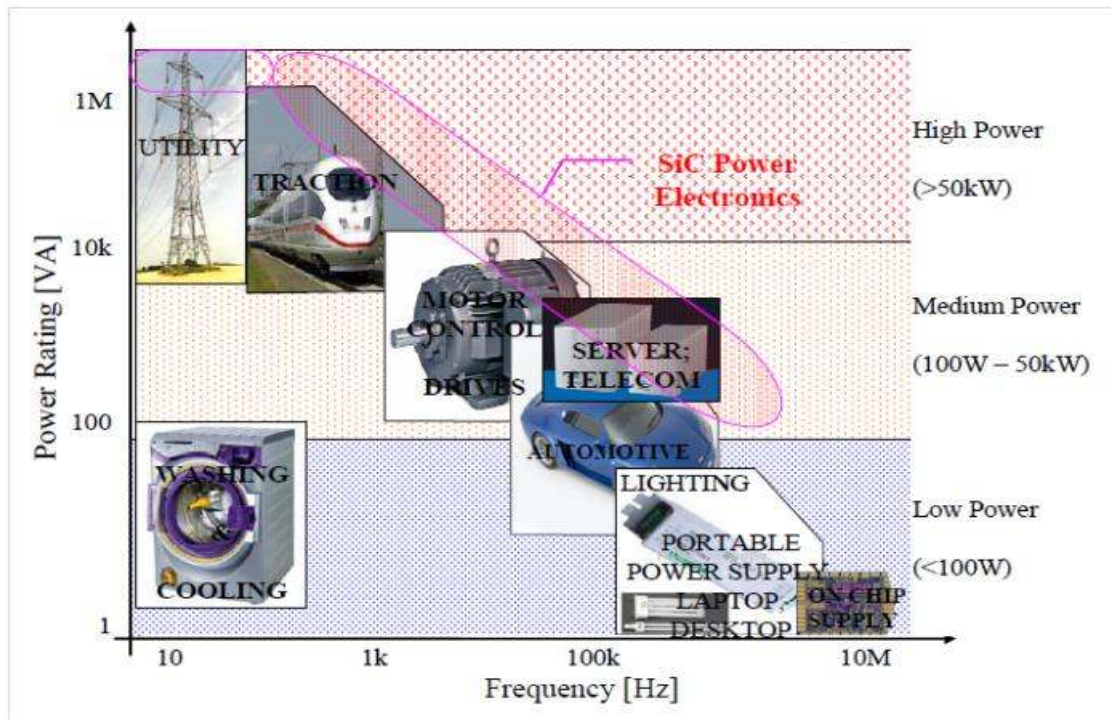 1M
10k
100
1
Power Rating [VA]
UTILITY
TRACTION
MOTOR
CONTROL
DRIVES
SERVER;
TELECOM
AUTOMOTIVE
WASHING
&
COOLING
LIGHTING
PORTABLE
POWER SUPPLY
LAPTOP,
DESKTOP
ON CHIP
SUPPLY
SiC Power
Electronics
High Power
(>50kW)
Medium Power
(100W – 50kW)
Low Power
(<100W)
10 1k 100k 10M
Frequency [Hz]